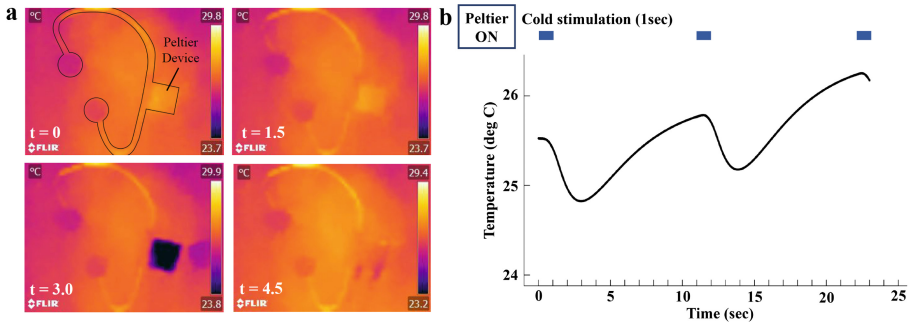 a
°C
29.8
Peltier
Device
t = 0
FLIR
23.7
°C
29.8
t = 1.5
FLIR
23.7
°C
29.9
t = 3.0
FLIR
23.8
°C
29.4
t = 4.5
FLIR
23.2
b
Peltier
ON
Cold stimulation (1sec)
Temperature (deg C)
26
25
24
0 5 10 15 20 25
Time (sec)